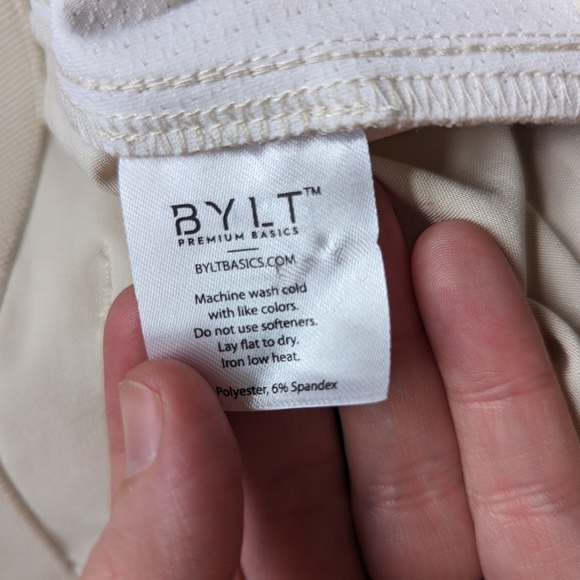 BYLT™
PREMIUM BASICS
BYLTBASICS.COM
Machine wash cold
with like colors.
Do not use softeners.
Lay flat to dry.
Iron low heat.
Polyester, 6% Spandex